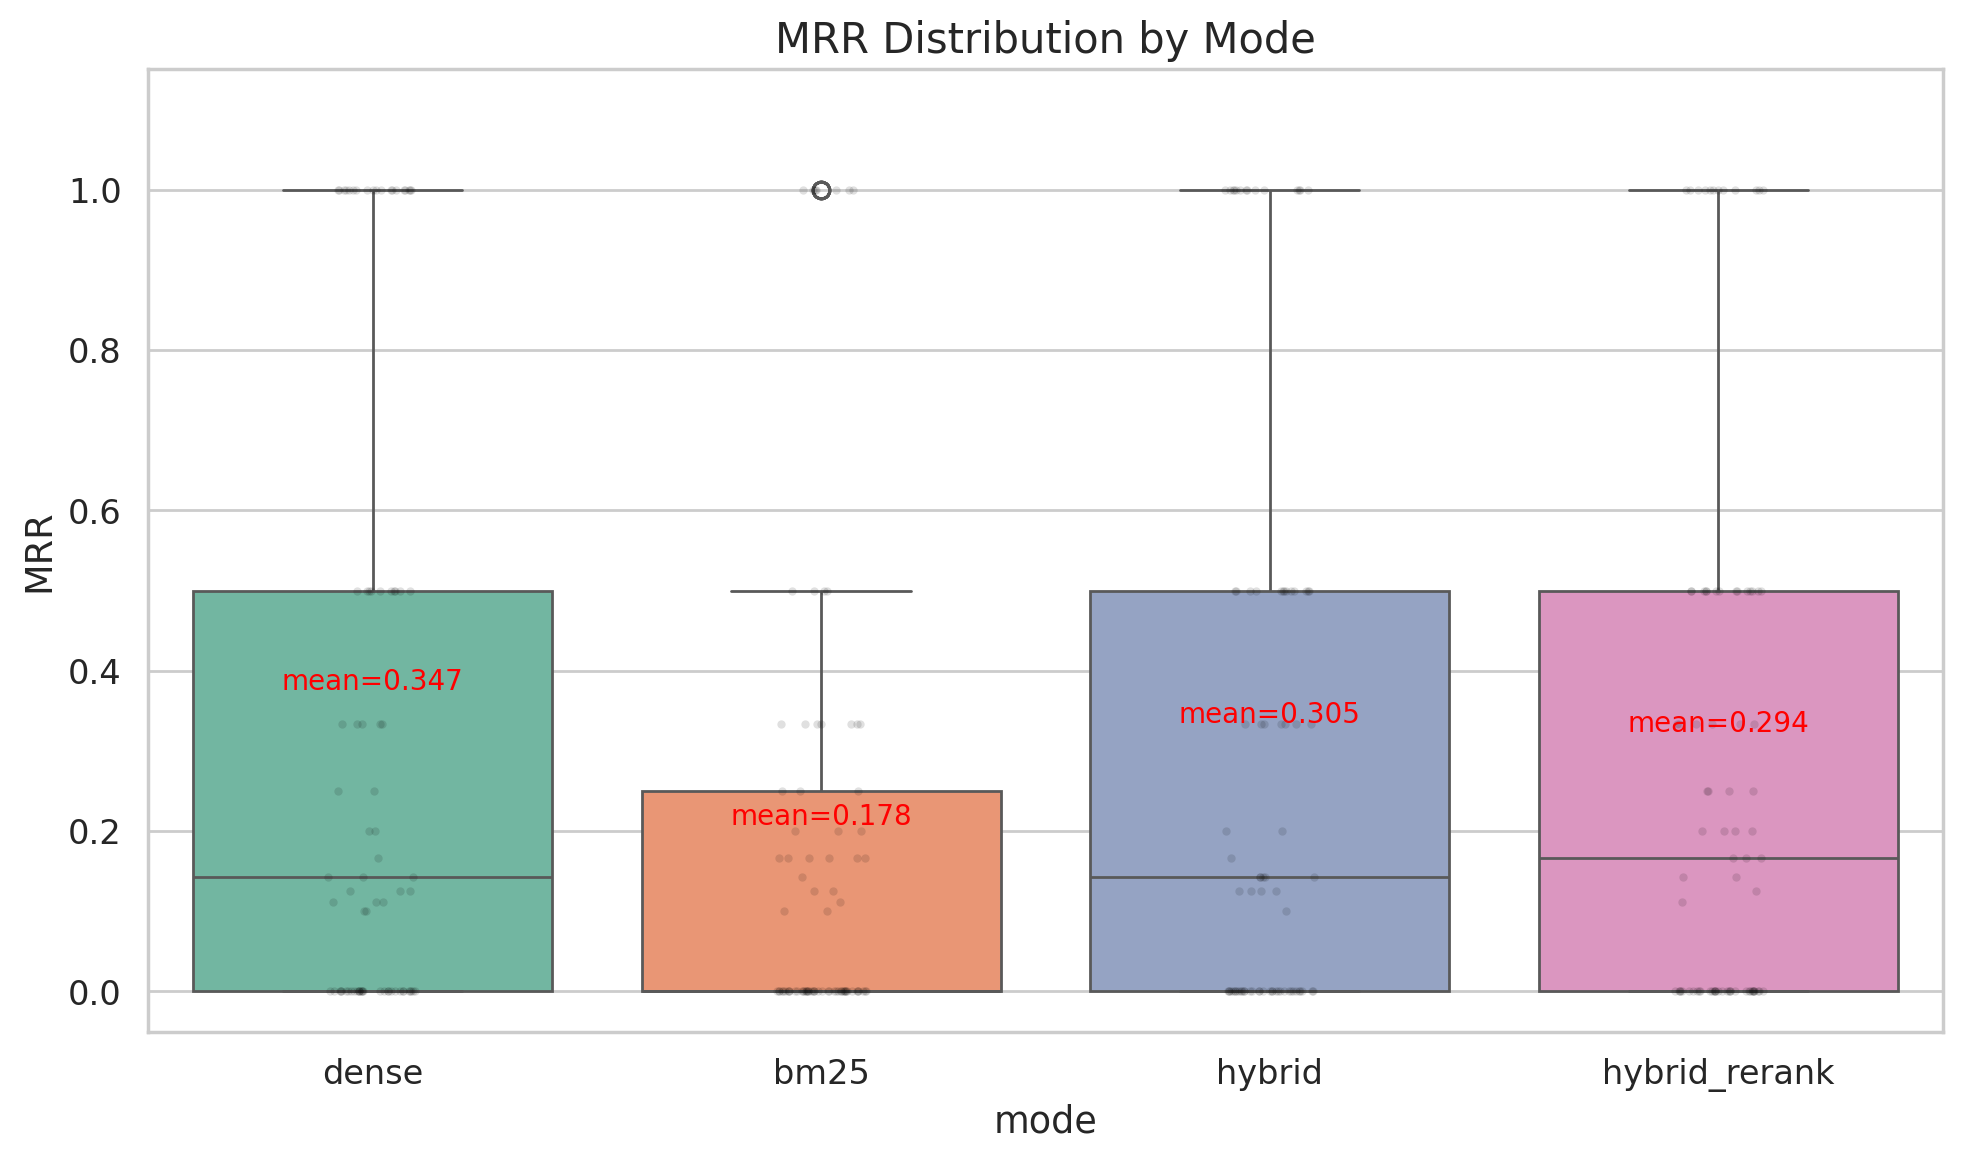 MRR Distribution by Mode
MRR
1.0
0.8
0.6
0.4
0.2
0.0
mean=0.347
mean=0.178
mean=0.305
mean=0.294
dense
bm25
hybrid
hybrid_rerank
mode